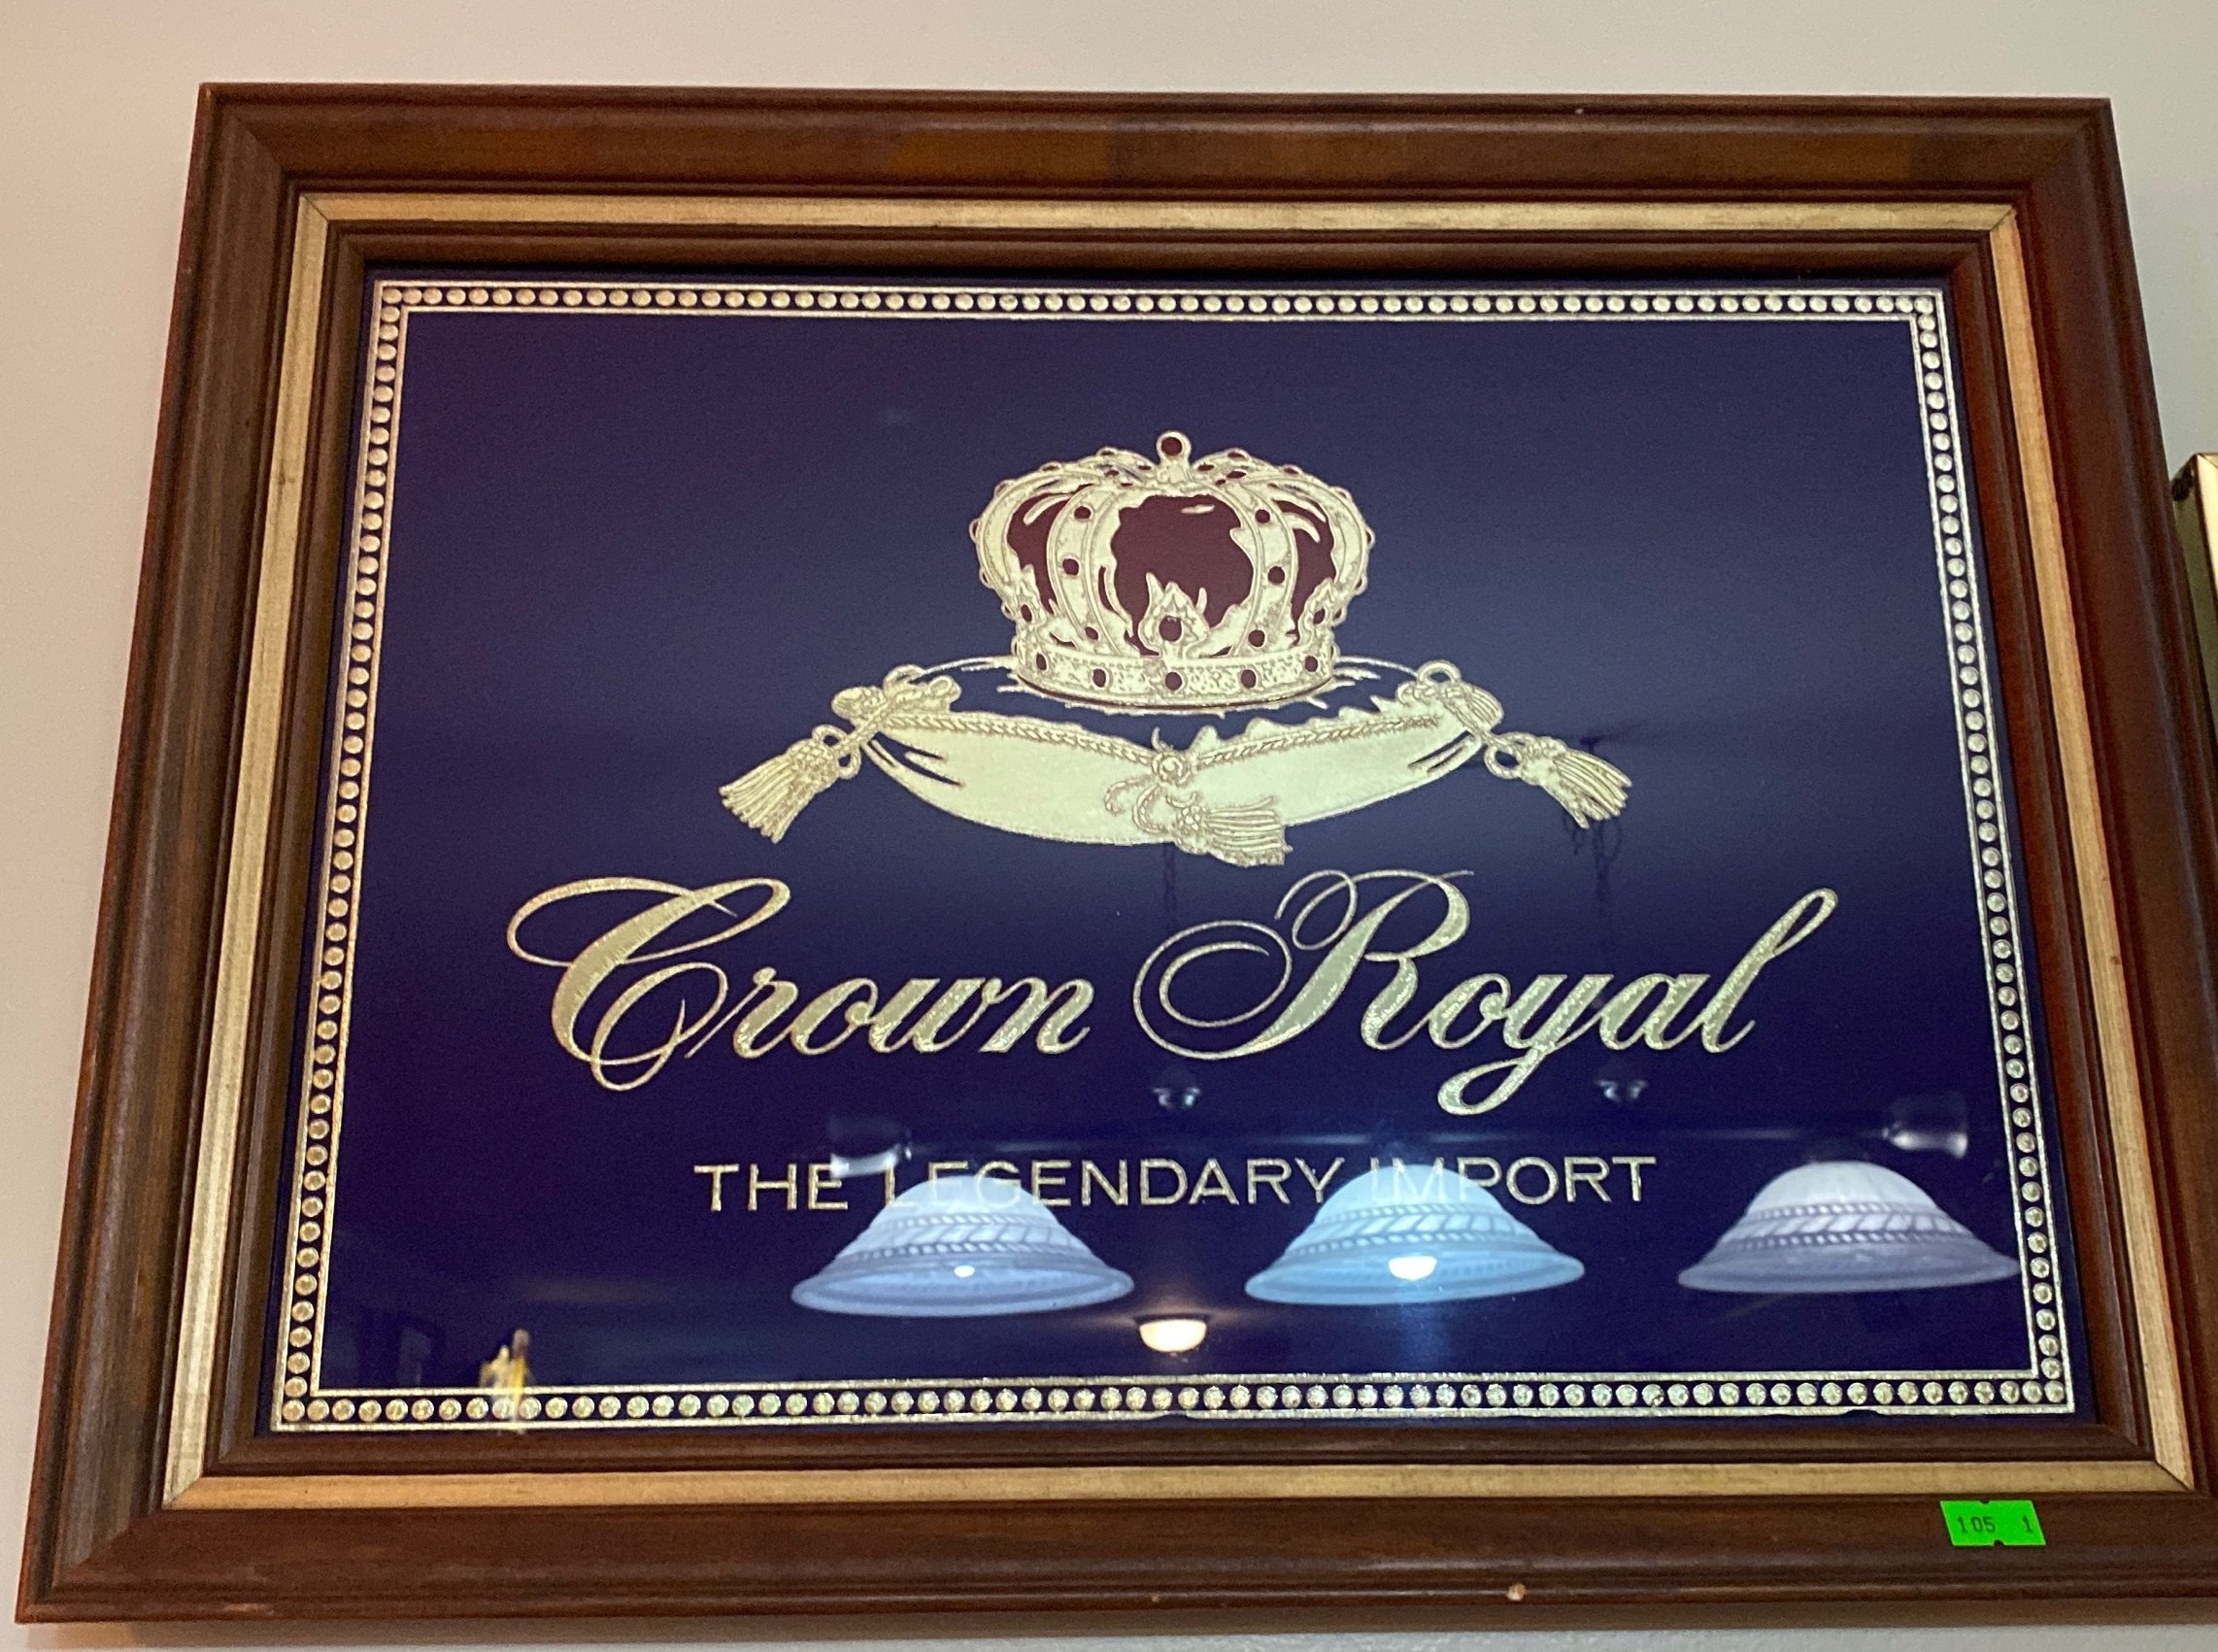 Crown Royal
THE LEGENDARY IMPORT
105 1